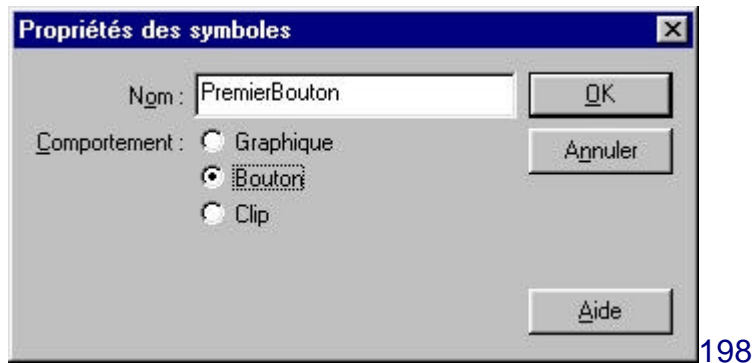 Propriétés des symboles
Nom : PremierBouton
OK
Comportement : Graphique
Annuler
Bouton
Clip
Aide
198